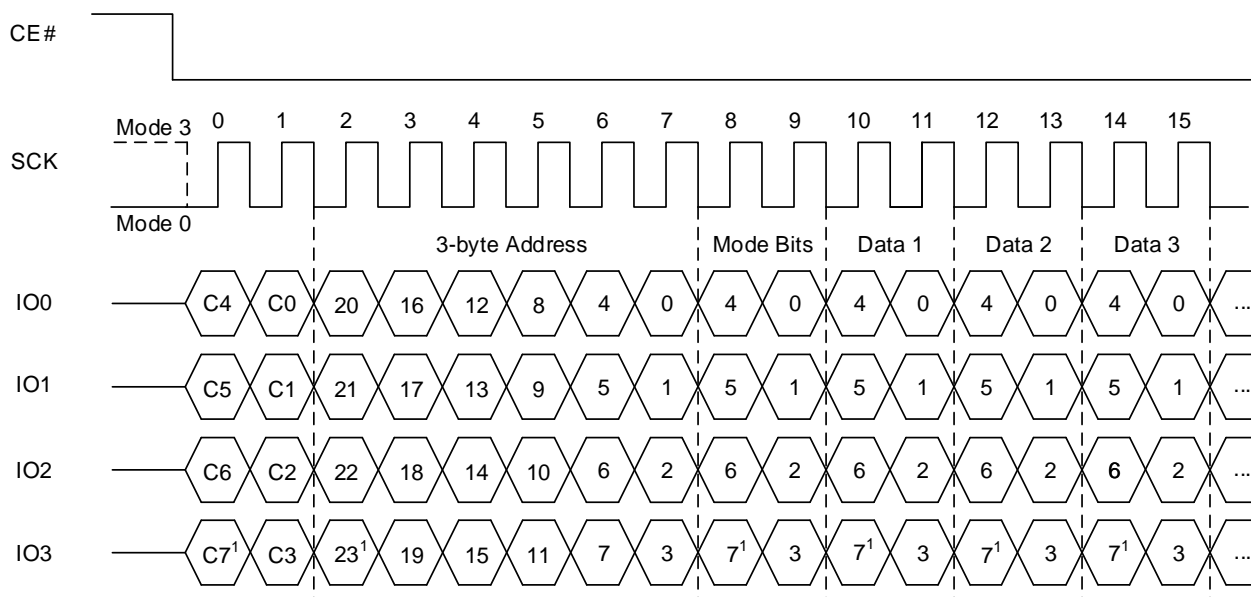 CE#
Mode 3 0 1 2 3 4 5 6 7 8 9 10 11 12 13 14 15
SCK
Mode 0
3-byte Address Mode Bits Data 1 Data 2 Data 3
IO0 C4 C0 20 16 12 8 4 0 4 0 4 0 4 0 4 0 ...
IO1 C5 C1 21 17 13 9 5 1 5 1 5 1 5 1 5 1 ...
IO2 C6 C2 22 18 14 10 6 2 6 2 6 2 6 2 6 2 ...
IO3 C7¹ C3 23¹ 19 15 11 7 3 7¹ 3 7¹ 3 7¹ 3 7¹ 3 ...